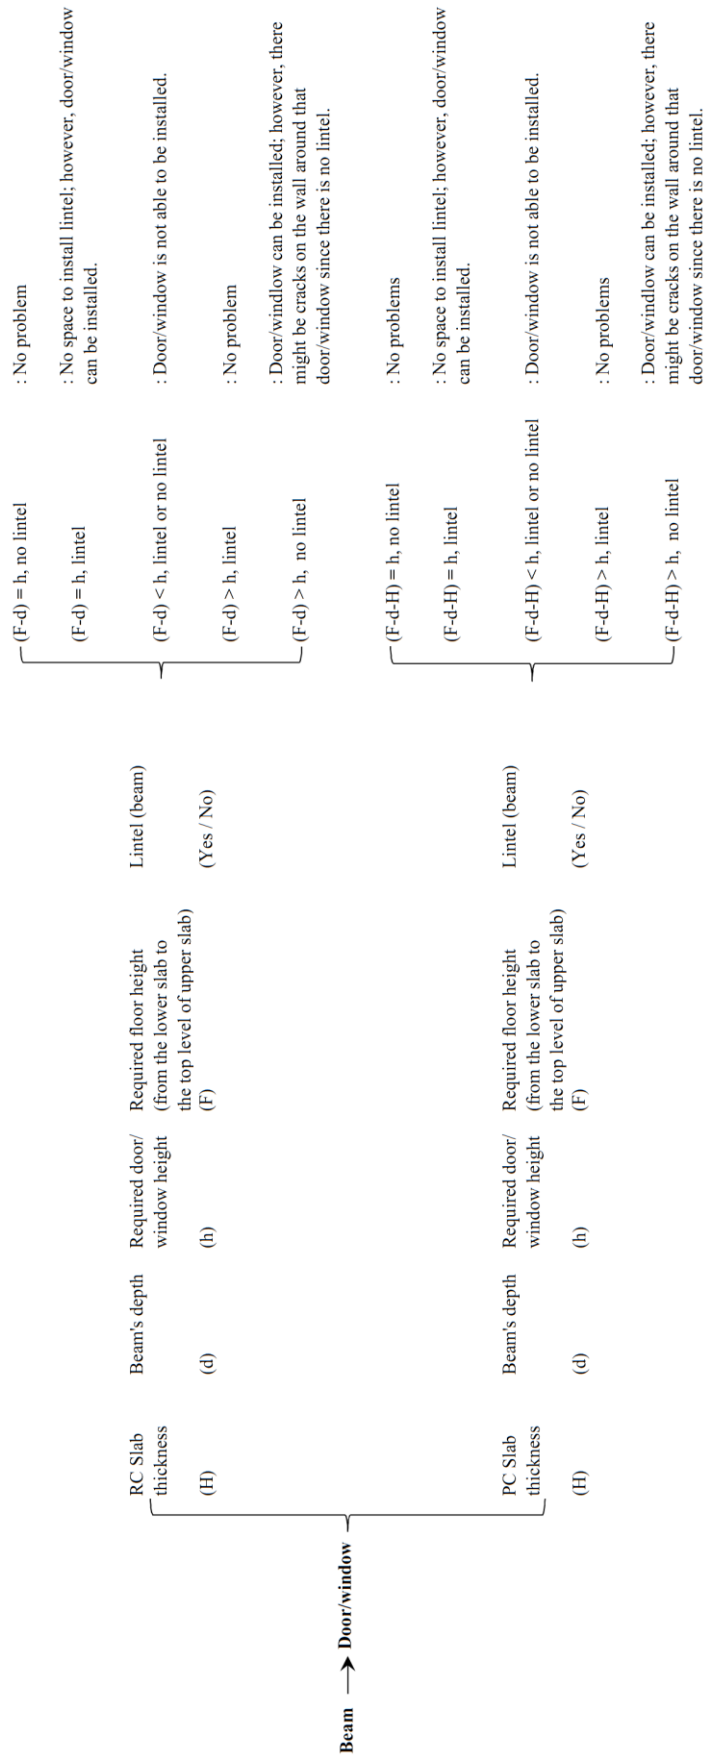 Beam → Door/window
RC Slab
thickness
(H)
Beam's depth
(d)
Required door/
window height
(h)
Required floor height
(from the lower slab to
the top level of upper slab)
(F)
Lintel (beam)
(Yes / No)
(F-d) = h, no lintel : No problem
(F-d) = h, lintel : No space to install lintel; however, door/window
can be installed.
(F-d) < h, lintel or no lintel : Door/window is not able to be installed.
(F-d) > h, lintel : No problem
(F-d) > h, no lintel : Door/windlow can be installed; however, there
might be cracks on the wall around that
door/window since there is no lintel.
PC Slab
thickness
(H)
Beam's depth
(d)
Required door/
window height
(h)
Required floor height
(from the lower slab to
the top level of upper slab)
(F)
Lintel (beam)
(Yes / No)
(F-d-H) = h, no lintel : No problems
(F-d-H) = h, lintel : No space to install lintel; however, door/window
can be installed.
(F-d-H) < h, lintel or no lintel : Door/window is not able to be installed.
(F-d-H) > h, lintel : No problems
(F-d-H) > h, no lintel : Door/windlow can be installed; however, there
might be cracks on the wall around that
door/window since there is no lintel.